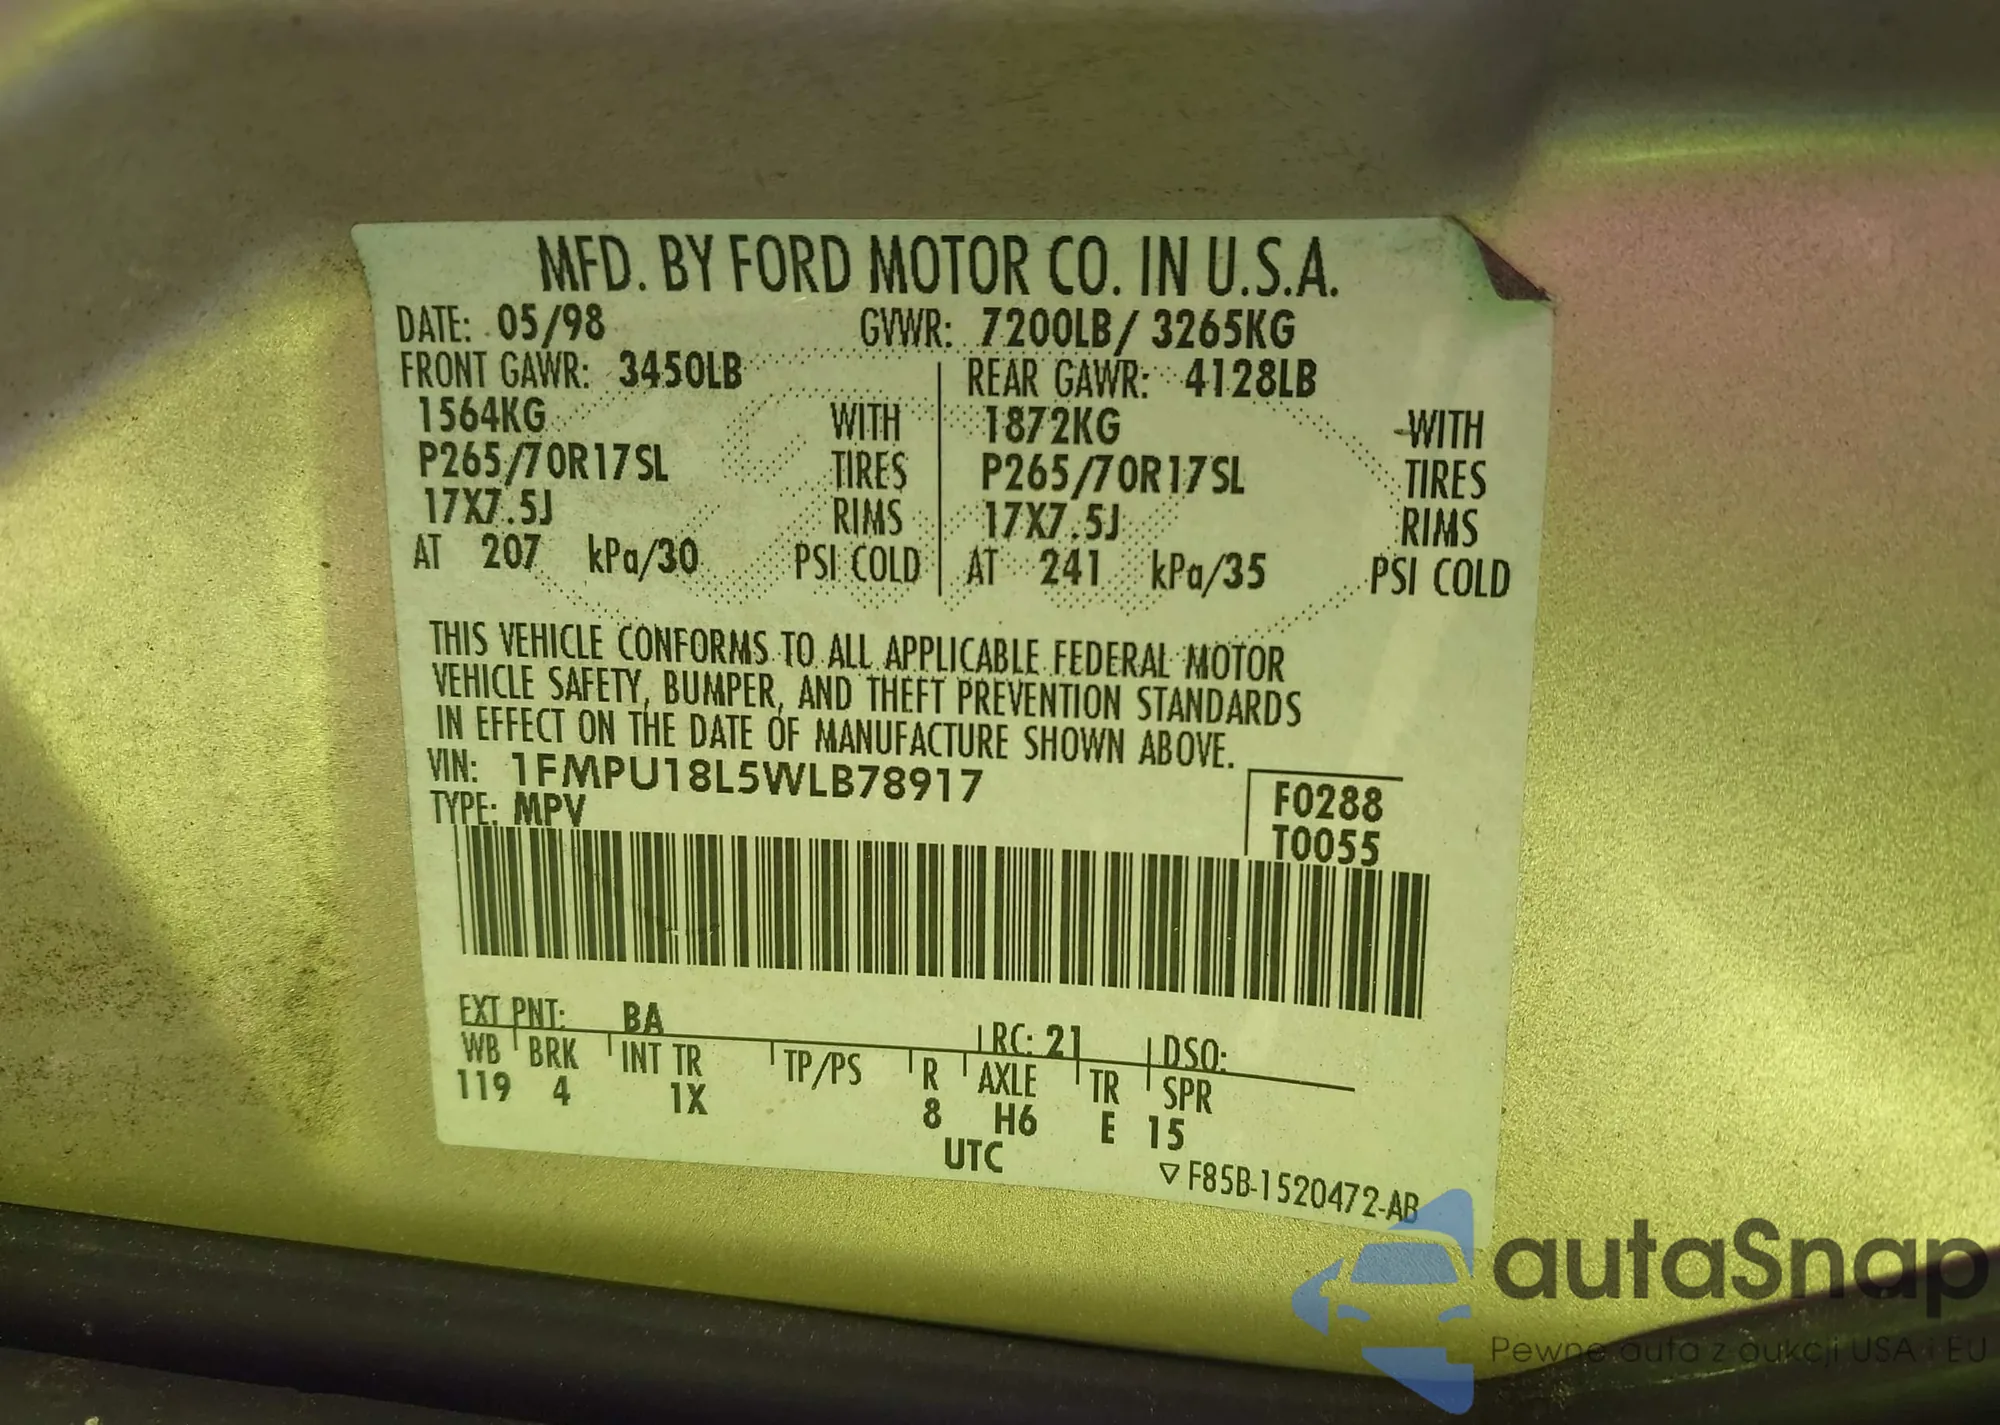 MFD. BY FORD MOTOR CO. IN U.S.A.
DATE: 05/98 GVWR: 7200LB/ 3265KG
FRONT GAWR: 3450LB REAR GAWR: 4128LB
1564KG WITH 1872KG WITH
P265/70R17SL TIRES P265/70R17SL TIRES
17X7.5J RIMS 17X7.5J RIMS
AT 207 kPa/30 PSI COLD AT 241 kPa/35 PSI COLD
THIS VEHICLE CONFORMS TO ALL APPLICABLE FEDERAL MOTOR
VEHICLE SAFETY, BUMPER, AND THEFT PREVENTION STANDARDS
IN EFFECT ON THE DATE OF MANUFACTURE SHOWN ABOVE.
VIN: 1FMPU18L5WLB78917 F0288
TYPE: MPV T0055
EXT PNT: BA RC: 21 DSO:
WB BRK INT TR TP/PS R AXLE TR SPR
119 4 1X 8 H6 E 15
UTC
▽ F85B-1520472-AB
autaSnap
Pewne auta z aukcji USA i EU